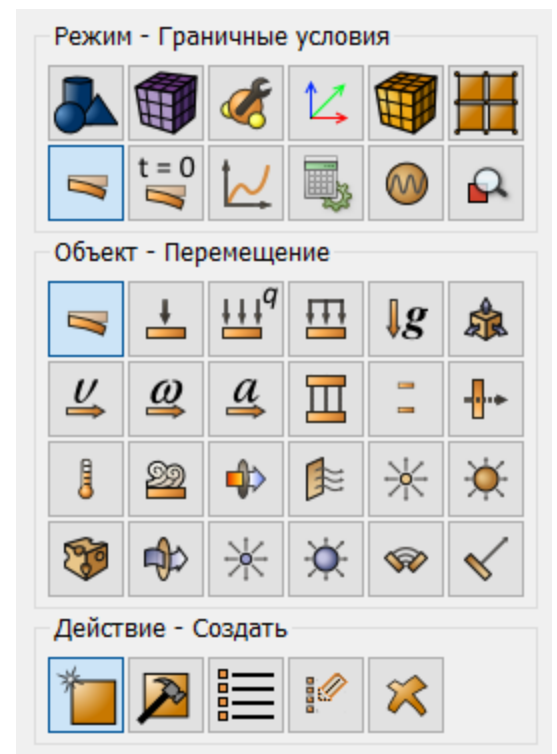 Режим - Граничные условия
t = 0
Объект - Перемещение
q
g
υ ω a
Действие - Создать